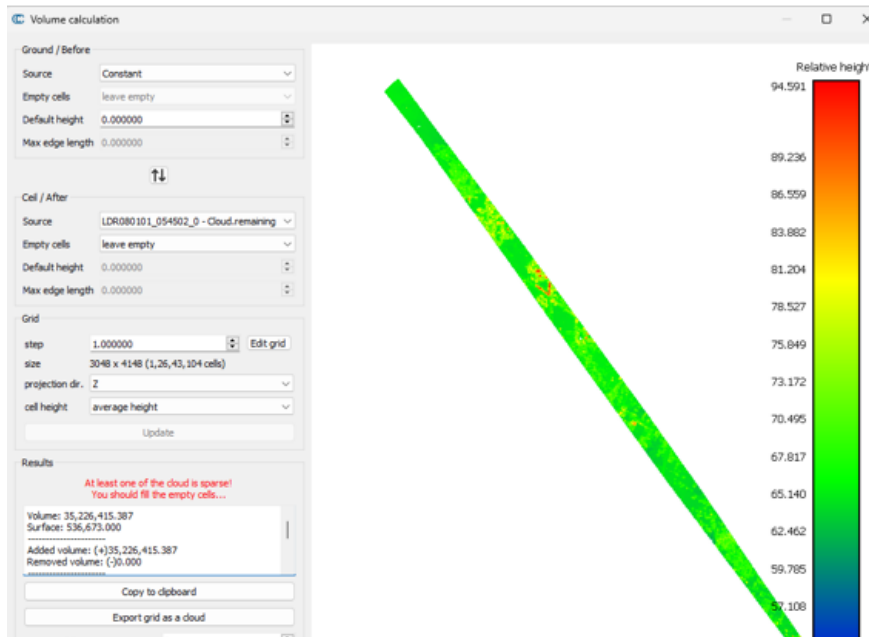 Volume calculation
Ground / Before
Source Constant
Empty cells leave empty
Default height 0.000000
Max edge length 0.000000
Cell / After
Source LDR080101_054502_0 - Cloud.remaining
Empty cells leave empty
Default height 0.000000
Max edge length 0.000000
Grid
step 1.000000 Edit grid
size 3048 x 4148 (1,26,43,104 cells)
projection dir. Z
cell height average height
Update
Results
At least one of the cloud is sparse!
You should fill the empty cells...
Volume: 35,226,415.387
Surface: 536,673.000
----------------------
Added volume: (+)35,226,415.387
Removed volume: (-)0.000
----------------------
Copy to clipboard
Export grid as a cloud
Relative height
94.591
89.236
86.559
83.882
81.204
78.527
75.849
73.172
70.495
67.817
65.140
62.462
59.785
57.108